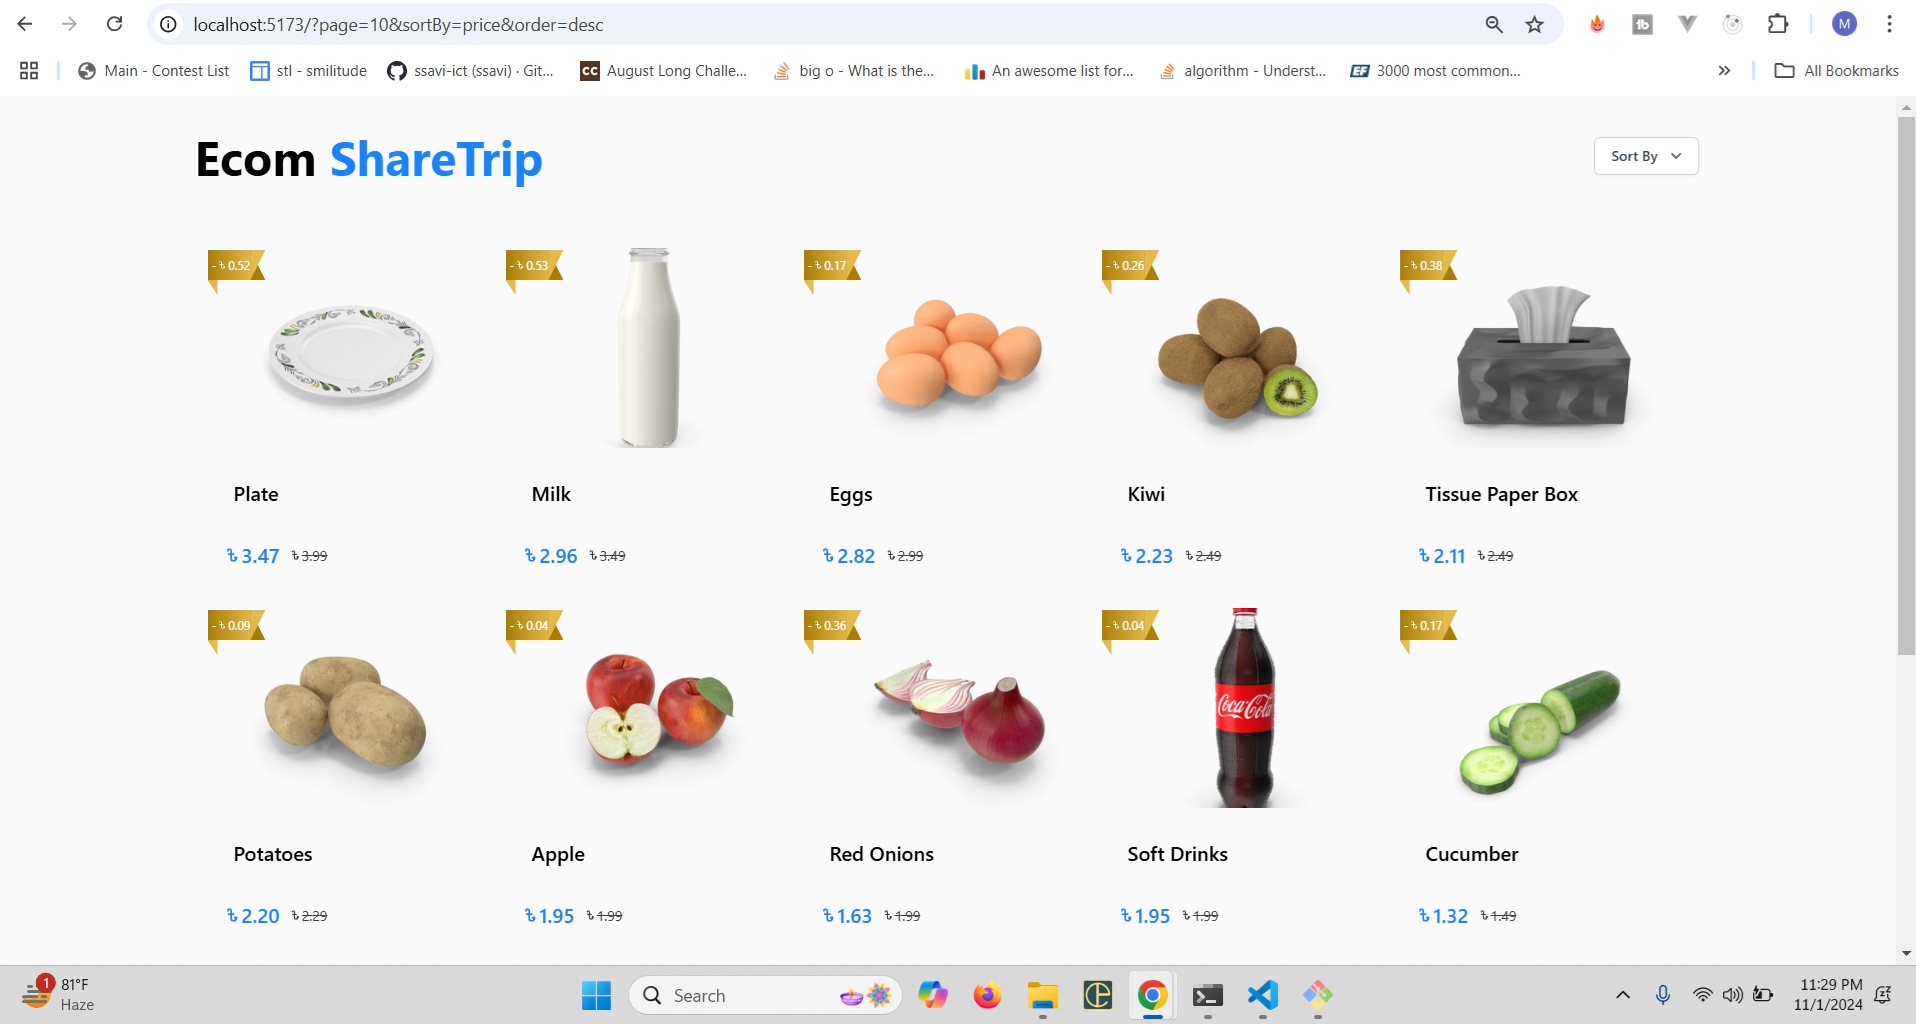 localhost:5173/?page=10&sortBy=price&order=desc
M
Main - Contest List
stl - smilitude
ssavi-ict (ssavi) · Git...
CC August Long Challe...
big o - What is the...
An awesome list for...
algorithm - Underst...
EF 3000 most common...
»
All Bookmarks
Ecom ShareTrip
Sort By
- ৳ 0.52
- ৳ 0.53
- ৳ 0.17
- ৳ 0.26
- ৳ 0.38
Plate
Milk
Eggs
Kiwi
Tissue Paper Box
৳ 3.47 ৳ 3.99
৳ 2.96 ৳ 3.49
৳ 2.82 ৳ 2.99
৳ 2.23 ৳ 2.49
৳ 2.11 ৳ 2.49
- ৳ 0.09
- ৳ 0.04
- ৳ 0.36
- ৳ 0.04
- ৳ 0.17
Coca-Cola
Potatoes
Apple
Red Onions
Soft Drinks
Cucumber
৳ 2.20 ৳ 2.29
৳ 1.95 ৳ 1.99
৳ 1.63 ৳ 1.99
৳ 1.95 ৳ 1.99
৳ 1.32 ৳ 1.49
1
81°F
Haze
Search
11:29 PM
11/1/2024